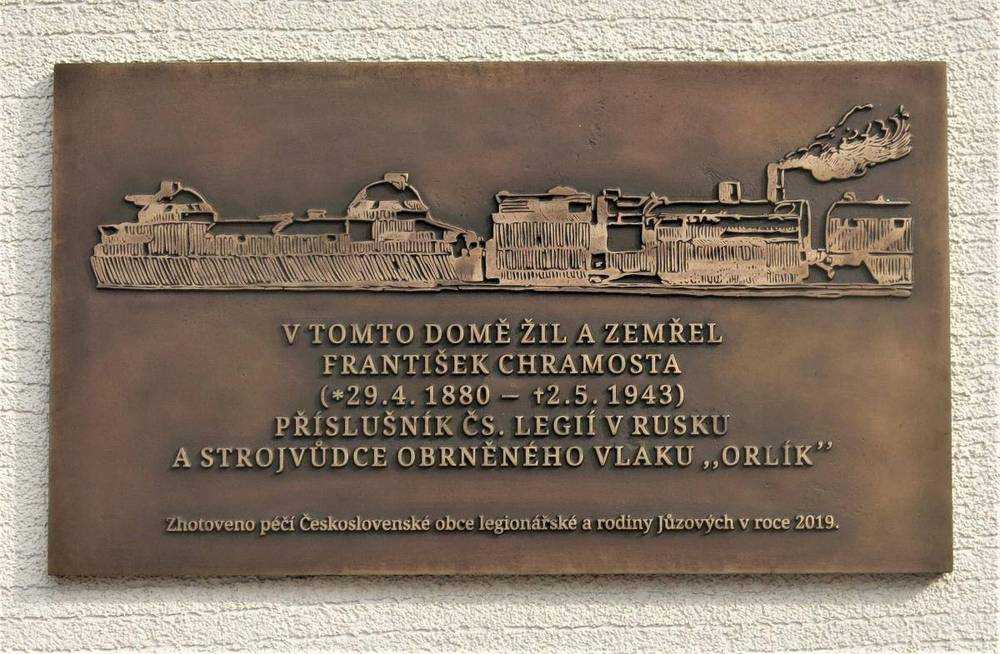 V TOMTO DOMĚ ŽIL A ZEMŘEL
FRANTIŠEK CHRAMOSTA
(*29.4. 1880 – †2.5. 1943)
PŘÍSLUŠNÍK ČS. LEGIÍ V RUSKU
A STROJVŮDCE OBRNĚNÉHO VLAKU ,,ORLÍK’’
Zhotoveno péčí Československé obce legionářské a rodiny Jůzových v roce 2019.